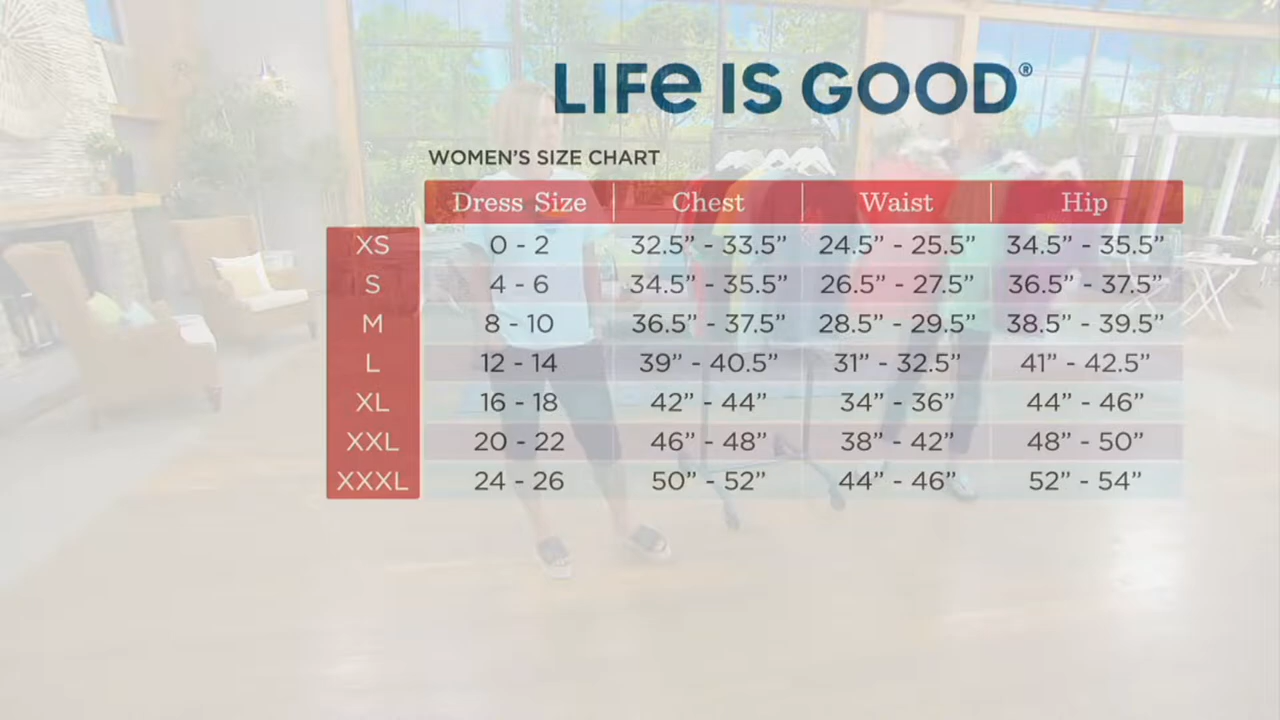 LIFe IS GOOD®
WOMEN'S SIZE CHART
Dress Size Chest Waist Hip
XS 0 - 2 32.5” - 33.5” 24.5” - 25.5” 34.5” - 35.5”
S 4 - 6 34.5” - 35.5” 26.5” - 27.5” 36.5” - 37.5”
M 8 - 10 36.5” - 37.5” 28.5” - 29.5” 38.5” - 39.5”
L 12 - 14 39” - 40.5” 31” - 32.5” 41” - 42.5”
XL 16 - 18 42” - 44” 34” - 36” 44” - 46”
XXL 20 - 22 46” - 48” 38” - 42” 48” - 50”
XXXL 24 - 26 50” - 52” 44” - 46” 52” - 54”